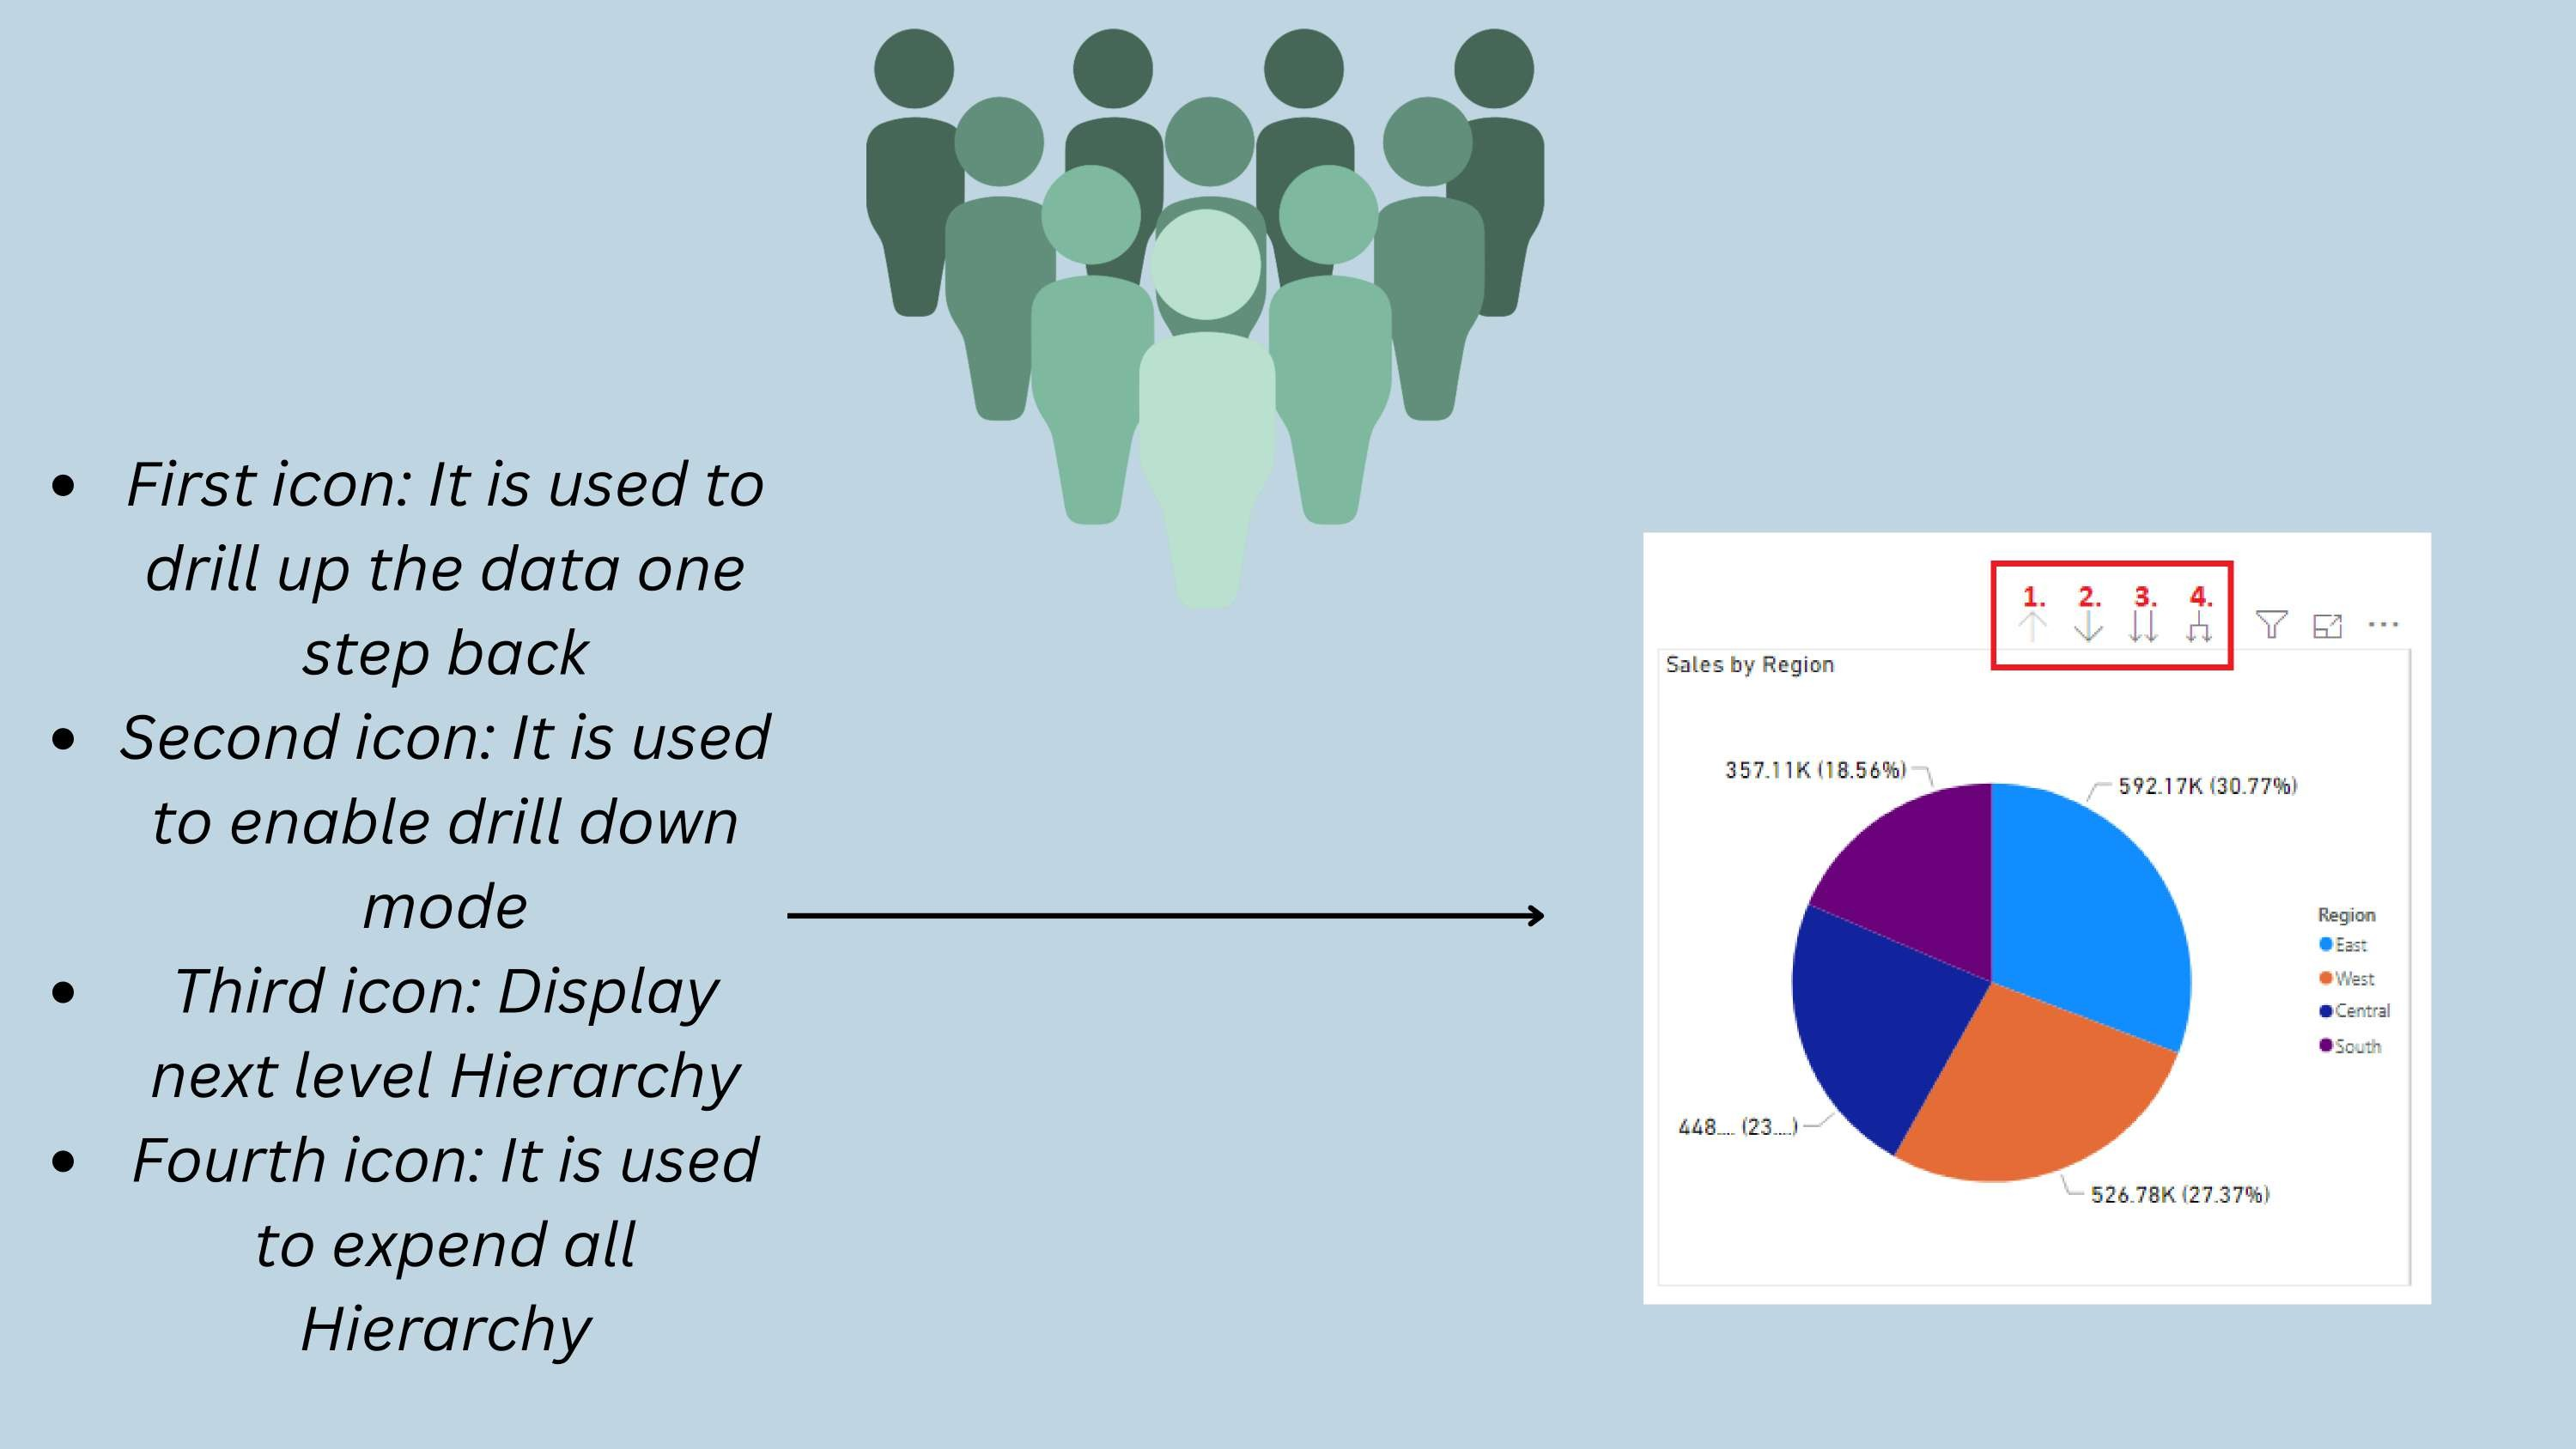 First icon: It is used to
drill up the data one
step back
Second icon: It is used
to enable drill down
mode
Third icon: Display
next level Hierarchy
Fourth icon: It is used
to expend all
Hierarchy
1. 2. 3. 4.
Sales by Region
357.11K (18.56%)
592.17K (30.77%)
448.... (23....)
526.78K (27.37%)
Region
East
West
Central
South